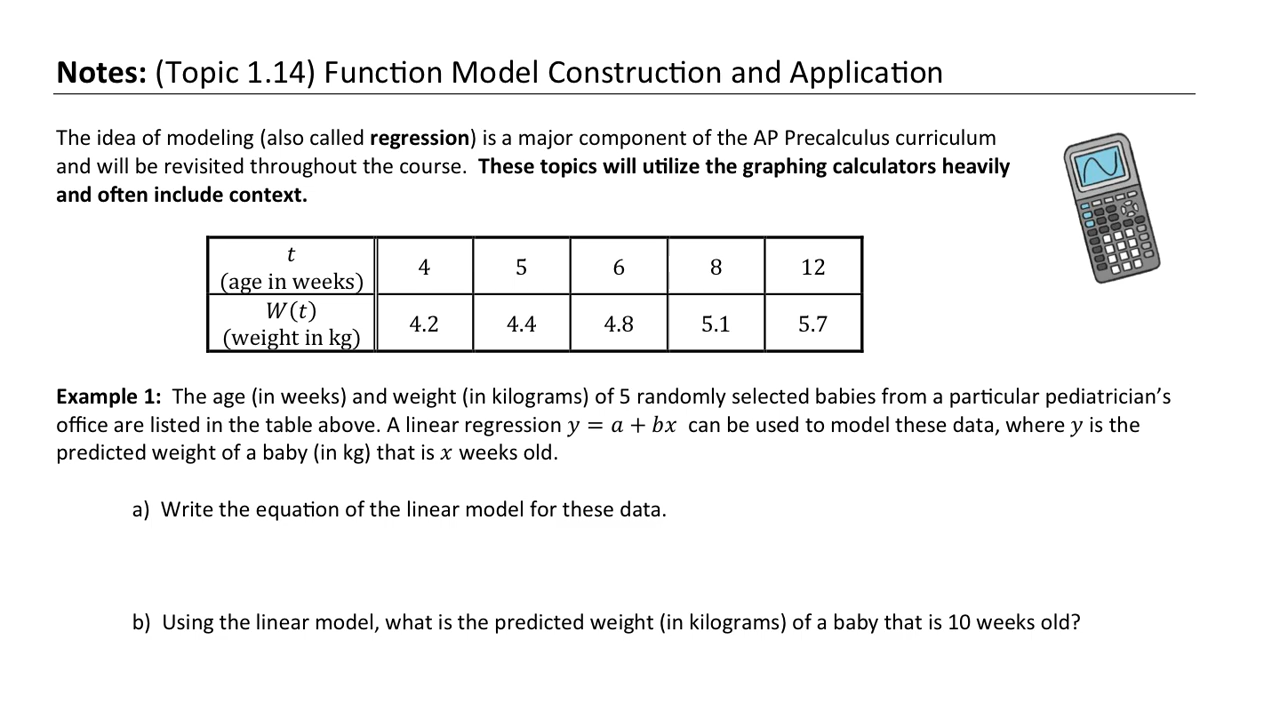 Notes: (Topic 1.14) Function Model Construction and Application
The idea of modeling (also called regression) is a major component of the AP Precalculus curriculum
and will be revisited throughout the course. These topics will utilize the graphing calculators heavily
and often include context.
t
(age in weeks) 4 5 6 8 12
W(t)
(weight in kg) 4.2 4.4 4.8 5.1 5.7
Example 1: The age (in weeks) and weight (in kilograms) of 5 randomly selected babies from a particular pediatrician’s
office are listed in the table above. A linear regression y = a + bx can be used to model these data, where y is the
predicted weight of a baby (in kg) that is x weeks old.
a) Write the equation of the linear model for these data.
b) Using the linear model, what is the predicted weight (in kilograms) of a baby that is 10 weeks old?